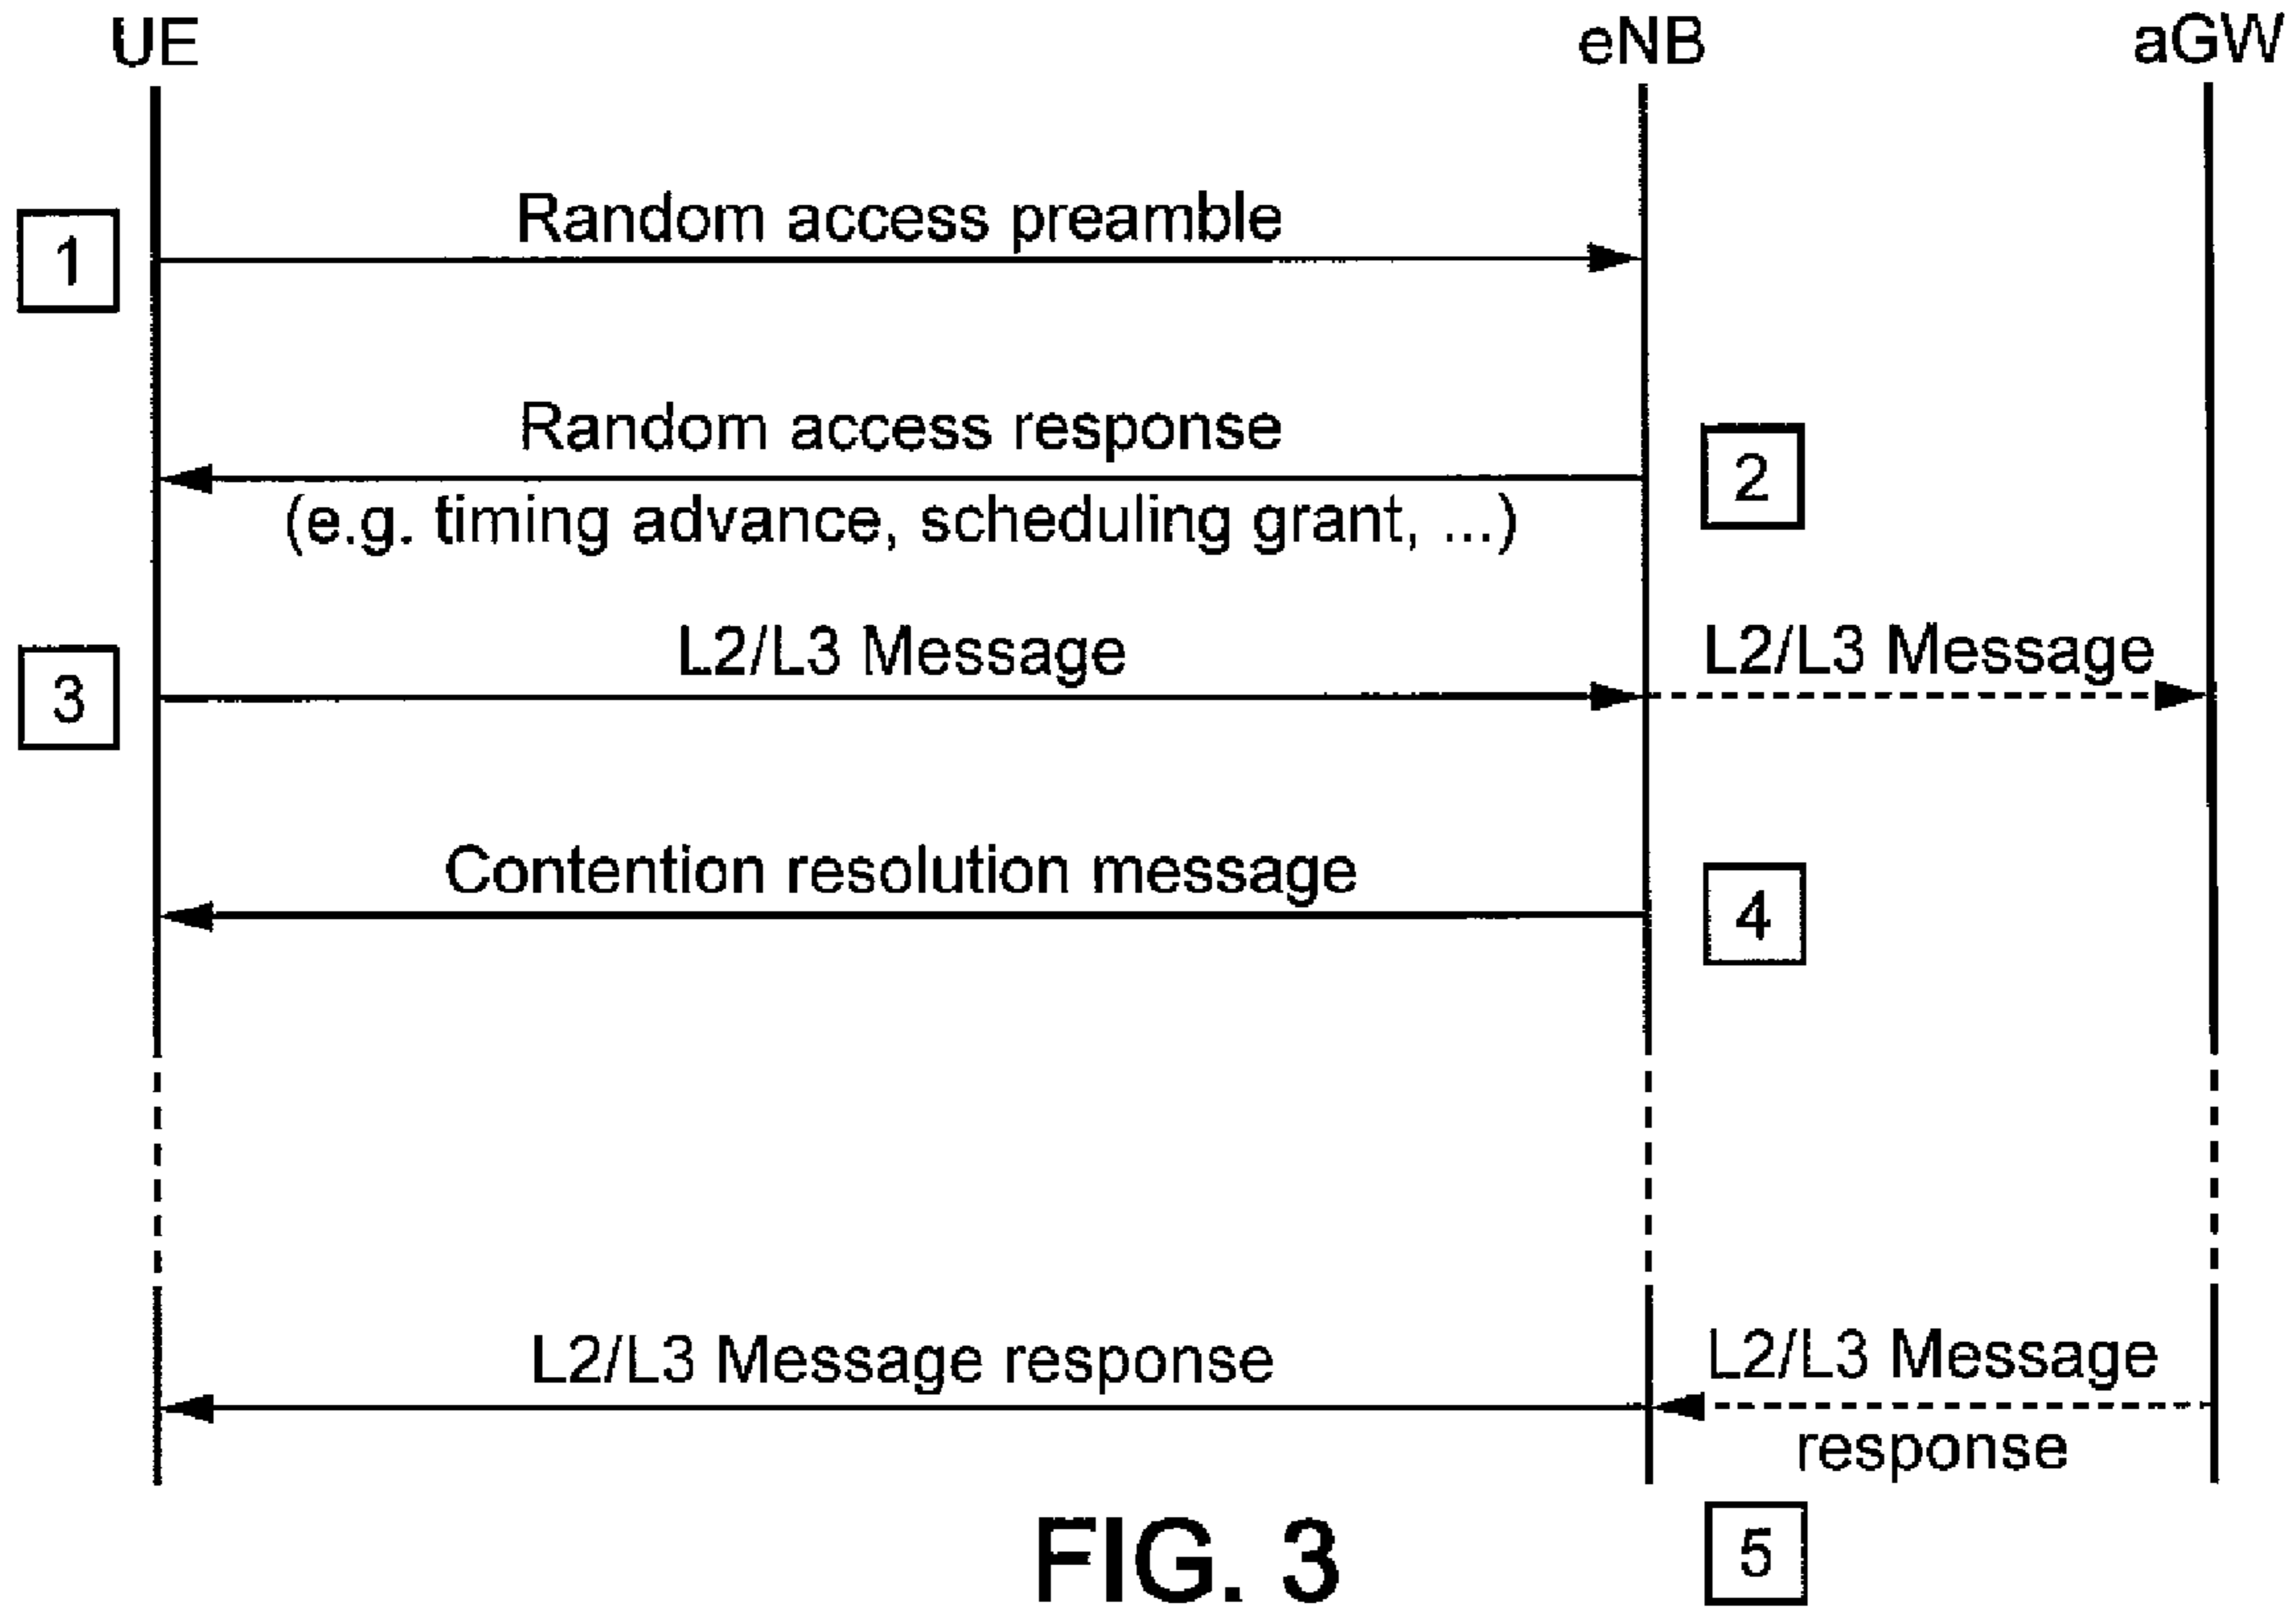 UE eNB aGW
Random access preamble
1
Random access response
2
(e.g. timing advance, scheduling grant, ...)
L2/L3 Message L2/L3 Message
3
Contention resolution message
4
L2/L3 Message response L2/L3 Message
response
5
FIG. 3